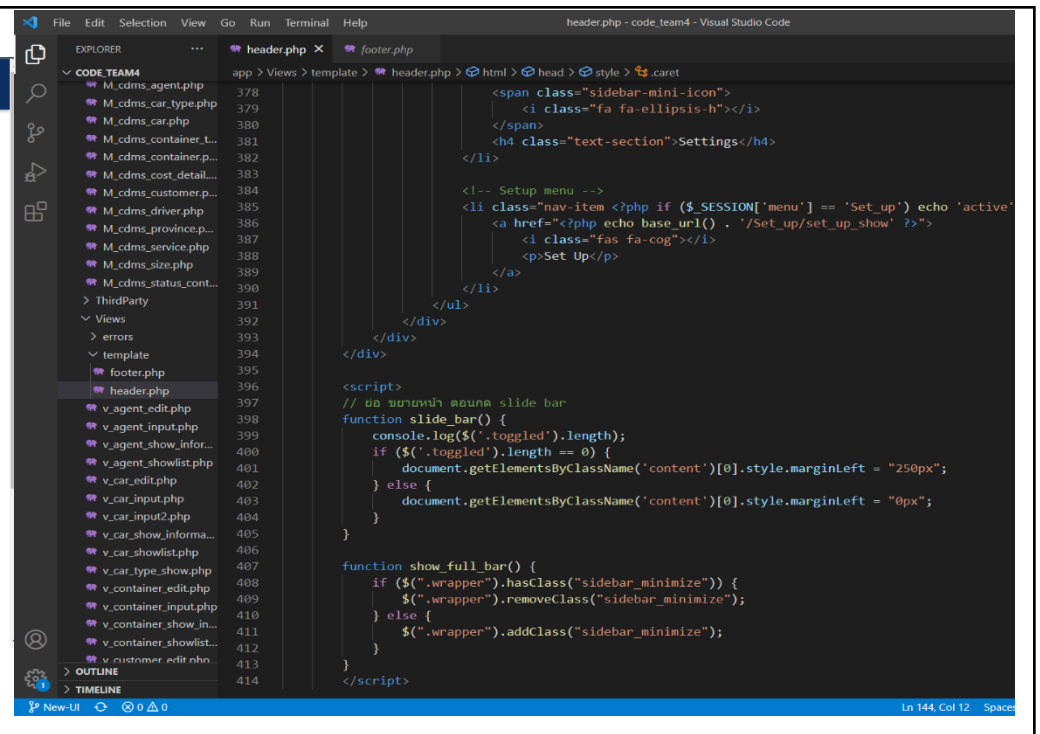 File Edit Selection View Go Run Terminal Help header.php - code_team4 - Visual Studio Code
EXPLORER ··· header.php × footer.php
CODE_TEAM4
app > Views > template > header.php > html > head > style > .caret
M_cdms_agent.php
M_cdms_car_type.php
M_cdms_car.php
M_cdms_container_t...
M_cdms_container.p...
M_cdms_cost_detail....
M_cdms_customer.p...
M_cdms_driver.php
M_cdms_province.p...
M_cdms_service.php
M_cdms_size.php
M_cdms_status_cont...
> ThirdParty
Views
> errors
template
footer.php
header.php
v_agent_edit.php
v_agent_input.php
v_agent_show_infor...
v_agent_showlist.php
v_car_edit.php
v_car_input.php
v_car_input2.php
v_car_show_informa...
v_car_showlist.php
v_car_type_show.php
v_container_edit.php
v_container_input.php
v_container_show_in...
v_container_showlist...
v_customer_edit.php
> OUTLINE
> TIMELINE
378 <span class="sidebar-mini-icon">
379 <i class="fa fa-ellipsis-h"></i>
380 </span>
381 <h4 class="text-section">Settings</h4>
382 </li>
383
384 <!-- Setup menu -->
385 <li class="nav-item <?php if ($_SESSION['menu'] == 'Set_up') echo 'active'
386 <a href="<?php echo base_url() . '/Set_up/set_up_show' ?>">
387 <i class="fas fa-cog"></i>
388 <p>Set Up</p>
389 </a>
390 </li>
391 </ul>
392 </div>
393 </div>
394 </div>
395
396 <script>
397 // ย่อ ขยายหน้า ตอนกด slide bar
398 function slide_bar() {
399 console.log($('.toggled').length);
400 if ($('.toggled').length == 0) {
401 document.getElementsByClassName('content')[0].style.marginLeft = "250px";
402 } else {
403 document.getElementsByClassName('content')[0].style.marginLeft = "0px";
404 }
405 }
406
407 function show_full_bar() {
408 if ($(".wrapper").hasClass("sidebar_minimize")) {
409 $(".wrapper").removeClass("sidebar_minimize");
410 } else {
411 $(".wrapper").addClass("sidebar_minimize");
412 }
413 }
414 </script>
1
New-UI 0 0 Ln 144, Col 12 Spaces